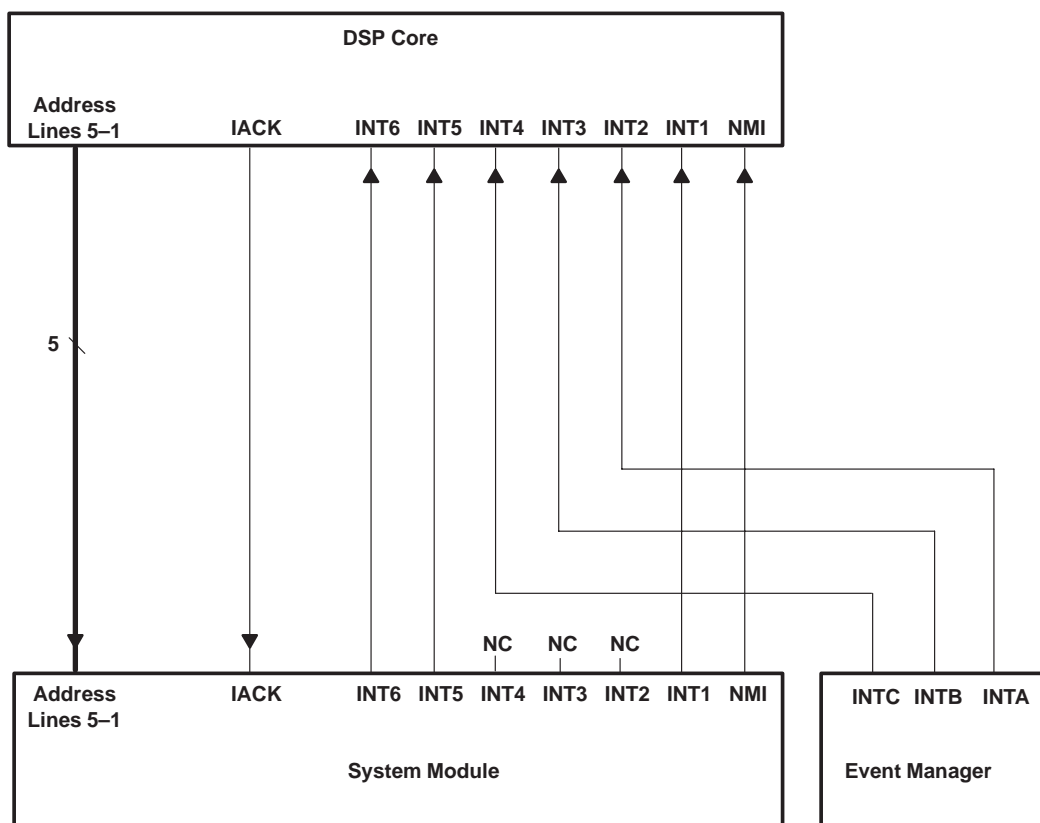 DSP Core
Address
Lines 5–1
IACK
INT6
INT5
INT4
INT3
INT2
INT1
NMI
5
NC
NC
NC
Address
Lines 5–1
IACK
INT6
INT5
INT4
INT3
INT2
INT1
NMI
System Module
INTC
INTB
INTA
Event Manager